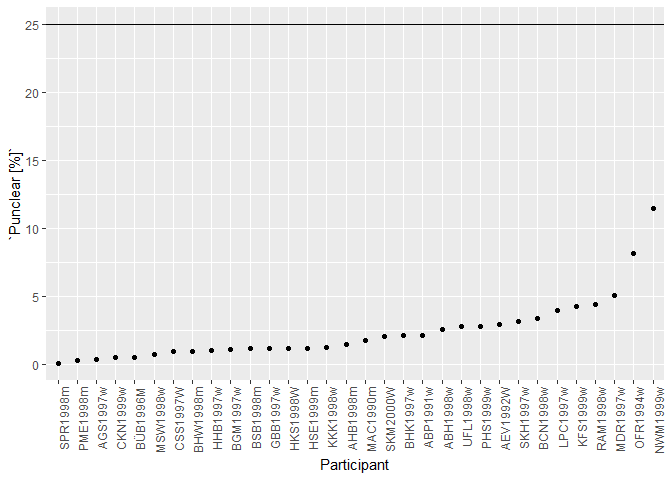 25
20
15
10
5
0
`Punclear [%]`
SPR1998m
PME1998m
AGS1997w
CKN1999w
BÜB1996M
MSW1998w
CSS1997W
BHW1998m
HHB1997w
BGM1997w
BSB1998m
GBB1997w
HKS1998W
HSE1999m
KKK1998w
AHB1998m
MAC1990m
SKM2000W
BHK1997w
ABP1991w
ABH1998w
UFL1998w
PHS1999w
AEV1992W
SKH1997w
BCN1998w
LPC1997w
KFS1999w
RAM1998w
MDR1997w
OFR1994w
NWM1999w
Participant